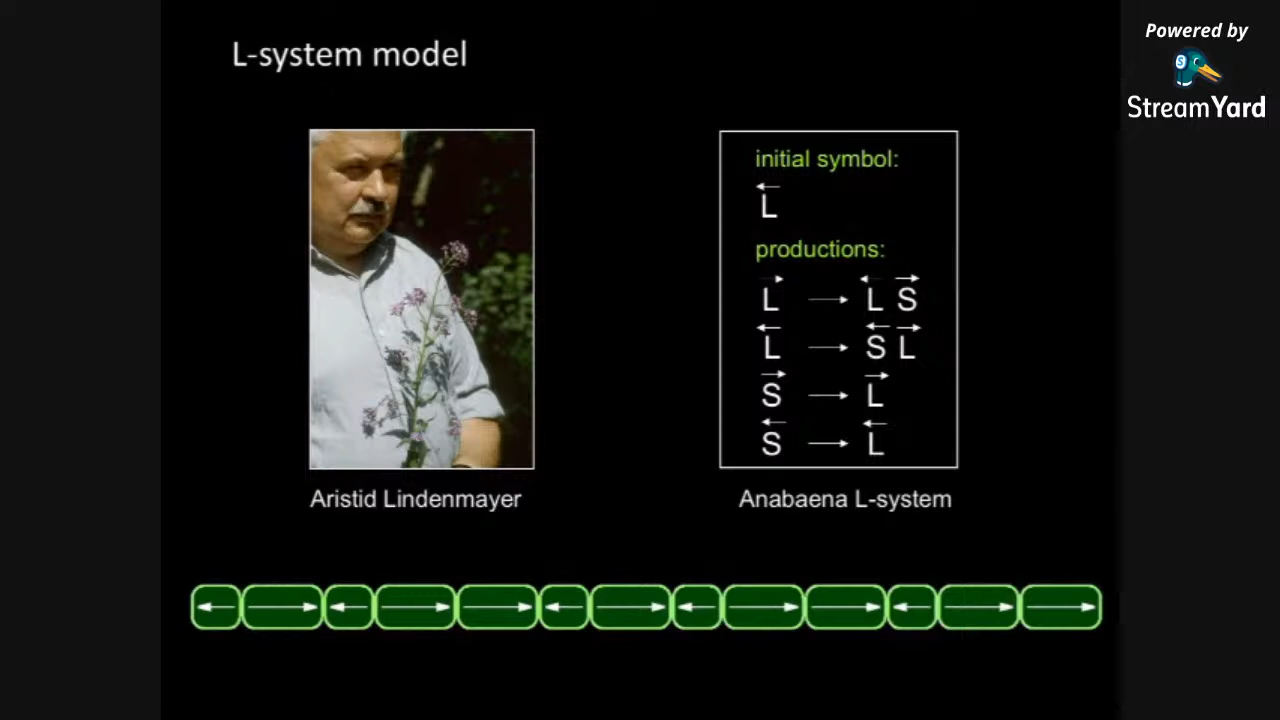 L-system model
Powered by
StreamYard
initial symbol:
←L
productions:
→L → ←L →S
←L → ←S →L
→S → →L
←S → ←L
Aristid Lindenmayer
Anabaena L-system